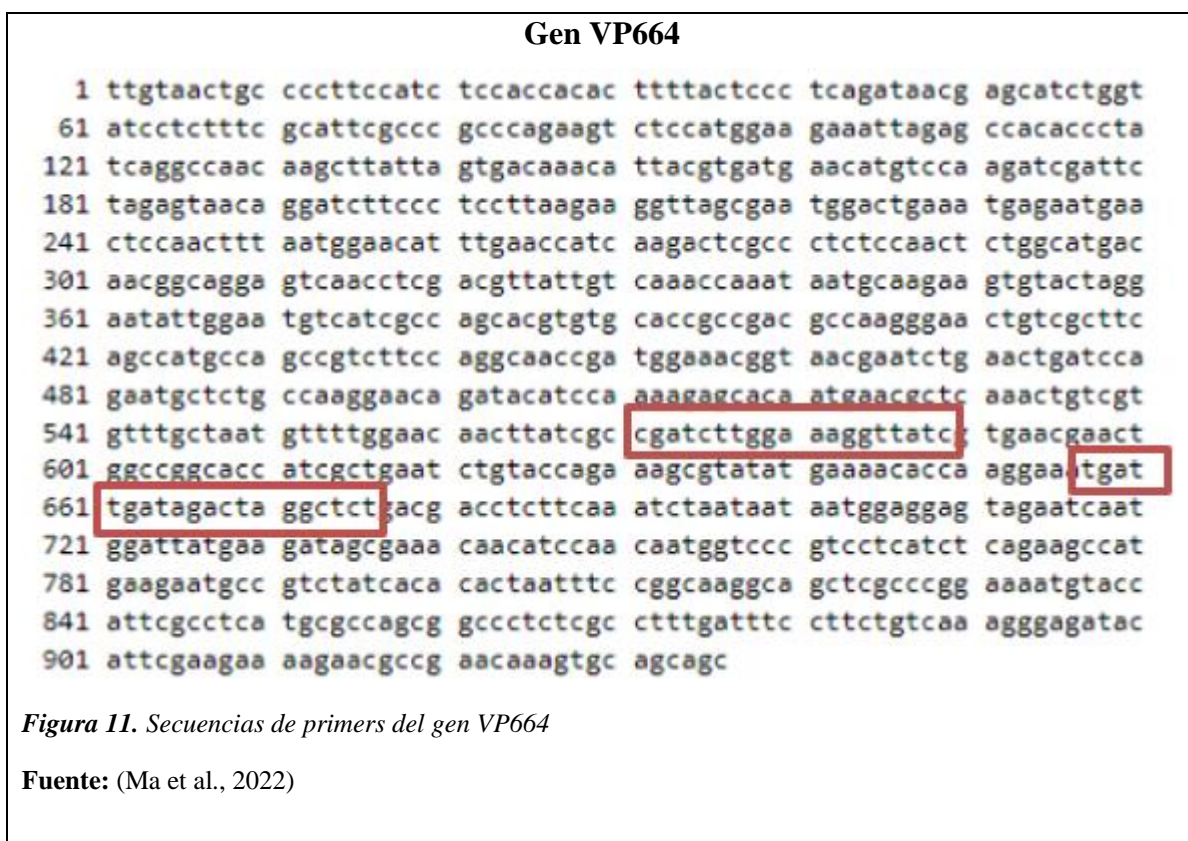 Gen VP664
1 ttgtaactgc cccttccatc tccaccacac ttttactccc tcagataacg agcatctggt
61 atcctctttc gcattcgccc gcccagaagt ctccatggaa gaaattagag ccacacccta
121 tcaggccaac aagcttatta gtgacaaaca ttacgtgatg aacatgtcca agatcgattc
181 tagagtaaca ggatcttccc tccttaagaa ggttagcgaa tggactgaaa tgagaatgaa
241 ctccaacttt aatggaacat ttgaaccatc aagactcgcc ctctccaact ctggcatgac
301 aacggcagga gtcaacctcg acgttattgt caaaccaaat aatgcaagaa gtgtactagg
361 aatattggaa tgtcatcgcc agcacgtgtg caccgccgac gccaagggaa ctgtcgcttc
421 agccatgcca gccgtcttcc aggcaaccga tggaaacggt aacgaatctg aactgatcca
481 gaatgctctg ccaaggaaca gatacatcca aaagagcaca atgaacgctc aaactgtcgt
541 gtttgctaat gttttggaac aacttatcgc cgatcttgga aaggttatcg tgaacgaact
601 ggccggcacc atcgctgaat ctgtaccaga aagcgtatat gaaaacacca aggaaatgat
661 tgatagacta ggctctgacg acctcttcaa atctaataat aatggaggag tagaatcaat
721 ggattatgaa gatagcgaaa caacatccaa caatggtccc gtcctcatct cagaagccat
781 gaagaatgcc gtctatcaca cactaatttc cggcaaggca gctcgcccgg aaaatgtacc
841 attcgcctca tgcgccagcg gccctctcgc ctttgatttc cttctgtcaa agggagatac
901 attcgaagaa aagaacgccg aacaaagtgc agcagc
Figura 11. Secuencias de primers del gen VP664
Fuente: (Ma et al., 2022)